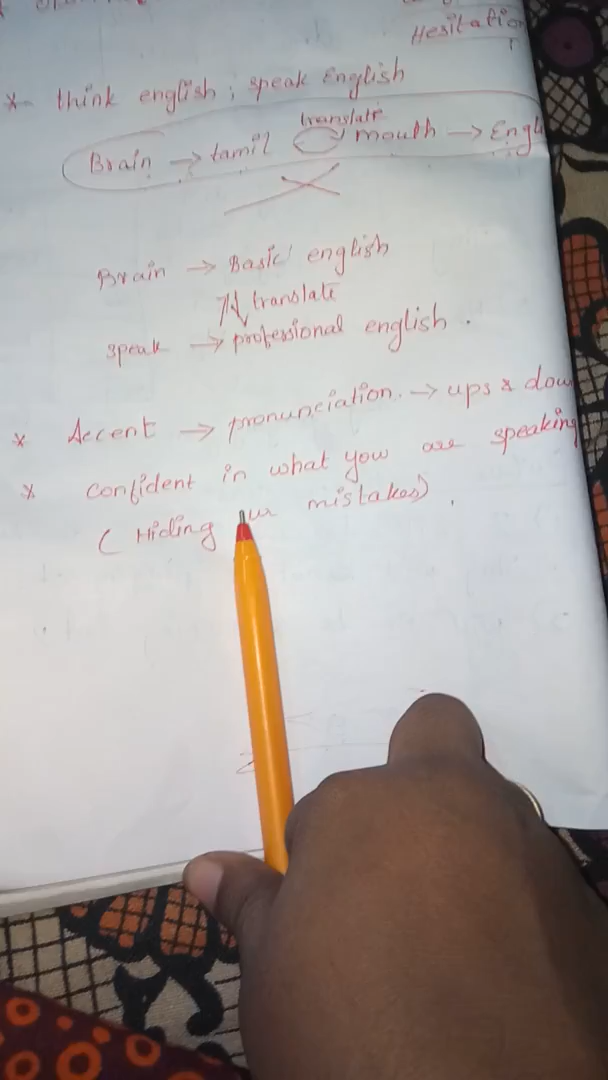 Hesitation
* think english ; speak English
translate
Brain → tamil mouth → Engl
Brain → Basic english
translate
speak → professional english .
* Accent → pronunciation. → ups & dow
* confident in what you are speaking
( Hiding our mistakes) .